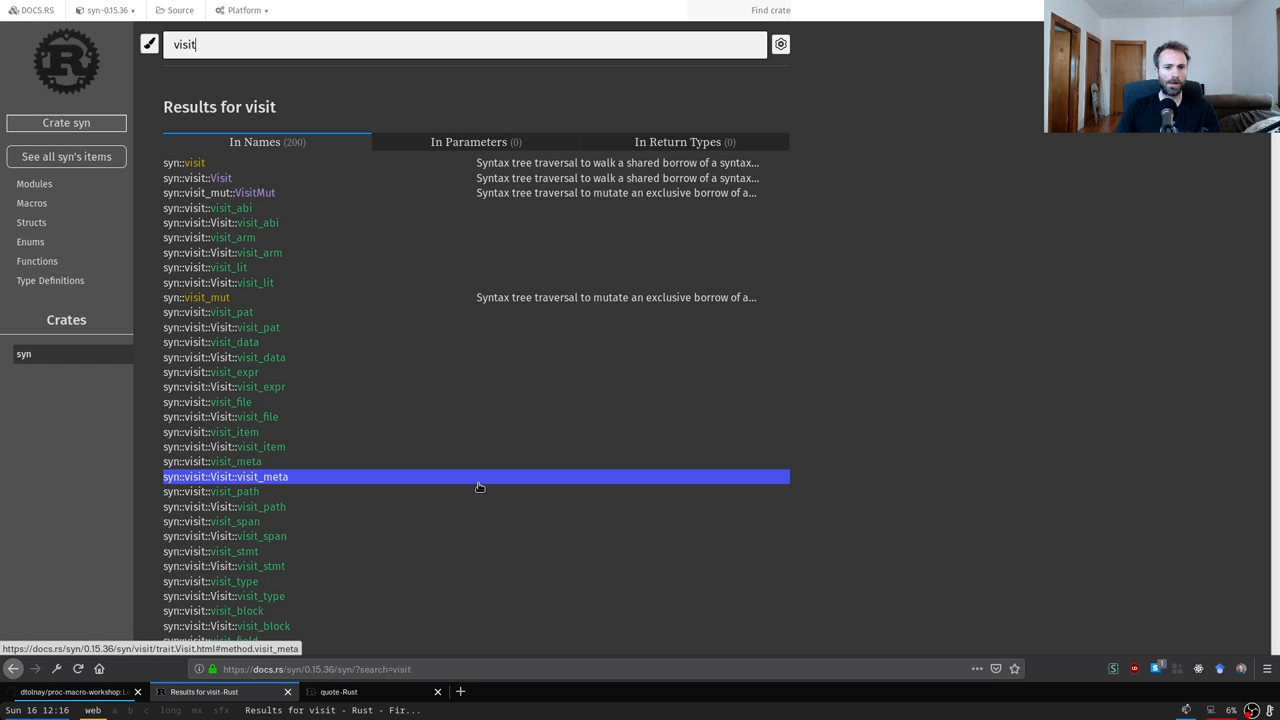 DOCS.RS syn-0.15.36 Source Platform Find crate
visit
Results for visit
Crate syn
See all syn's items
Modules
Macros
Structs
Enums
Functions
Type Definitions
Crates
syn
In Names (200) In Parameters (0) In Return Types (0)
syn::visit Syntax tree traversal to walk a shared borrow of a syntax…
syn::visit::Visit Syntax tree traversal to walk a shared borrow of a syntax…
syn::visit_mut::VisitMut Syntax tree traversal to mutate an exclusive borrow of a…
syn::visit::visit_abi
syn::visit::Visit::visit_abi
syn::visit::visit_arm
syn::visit::Visit::visit_arm
syn::visit::visit_lit
syn::visit::Visit::visit_lit
syn::visit_mut Syntax tree traversal to mutate an exclusive borrow of a…
syn::visit::visit_pat
syn::visit::Visit::visit_pat
syn::visit::visit_data
syn::visit::Visit::visit_data
syn::visit::visit_expr
syn::visit::Visit::visit_expr
syn::visit::visit_file
syn::visit::Visit::visit_file
syn::visit::visit_item
syn::visit::Visit::visit_item
syn::visit::visit_meta
syn::visit::Visit::visit_meta
syn::visit::visit_path
syn::visit::Visit::visit_path
syn::visit::visit_span
syn::visit::Visit::visit_span
syn::visit::visit_stmt
syn::visit::Visit::visit_stmt
syn::visit::visit_type
syn::visit::Visit::visit_type
syn::visit::visit_block
syn::visit::Visit::visit_block
https://docs.rs/syn/0.15.36/syn/visit/trait.Visit.html#method.visit_meta
https://docs.rs/syn/0.15.36/syn/?search=visit
dtolnay/proc-macro-workshop: Le Results for visit-Rust quote-Rust
Sun 16 12:16 web a b c long mx sfx Results for visit - Rust - Fir... 6%